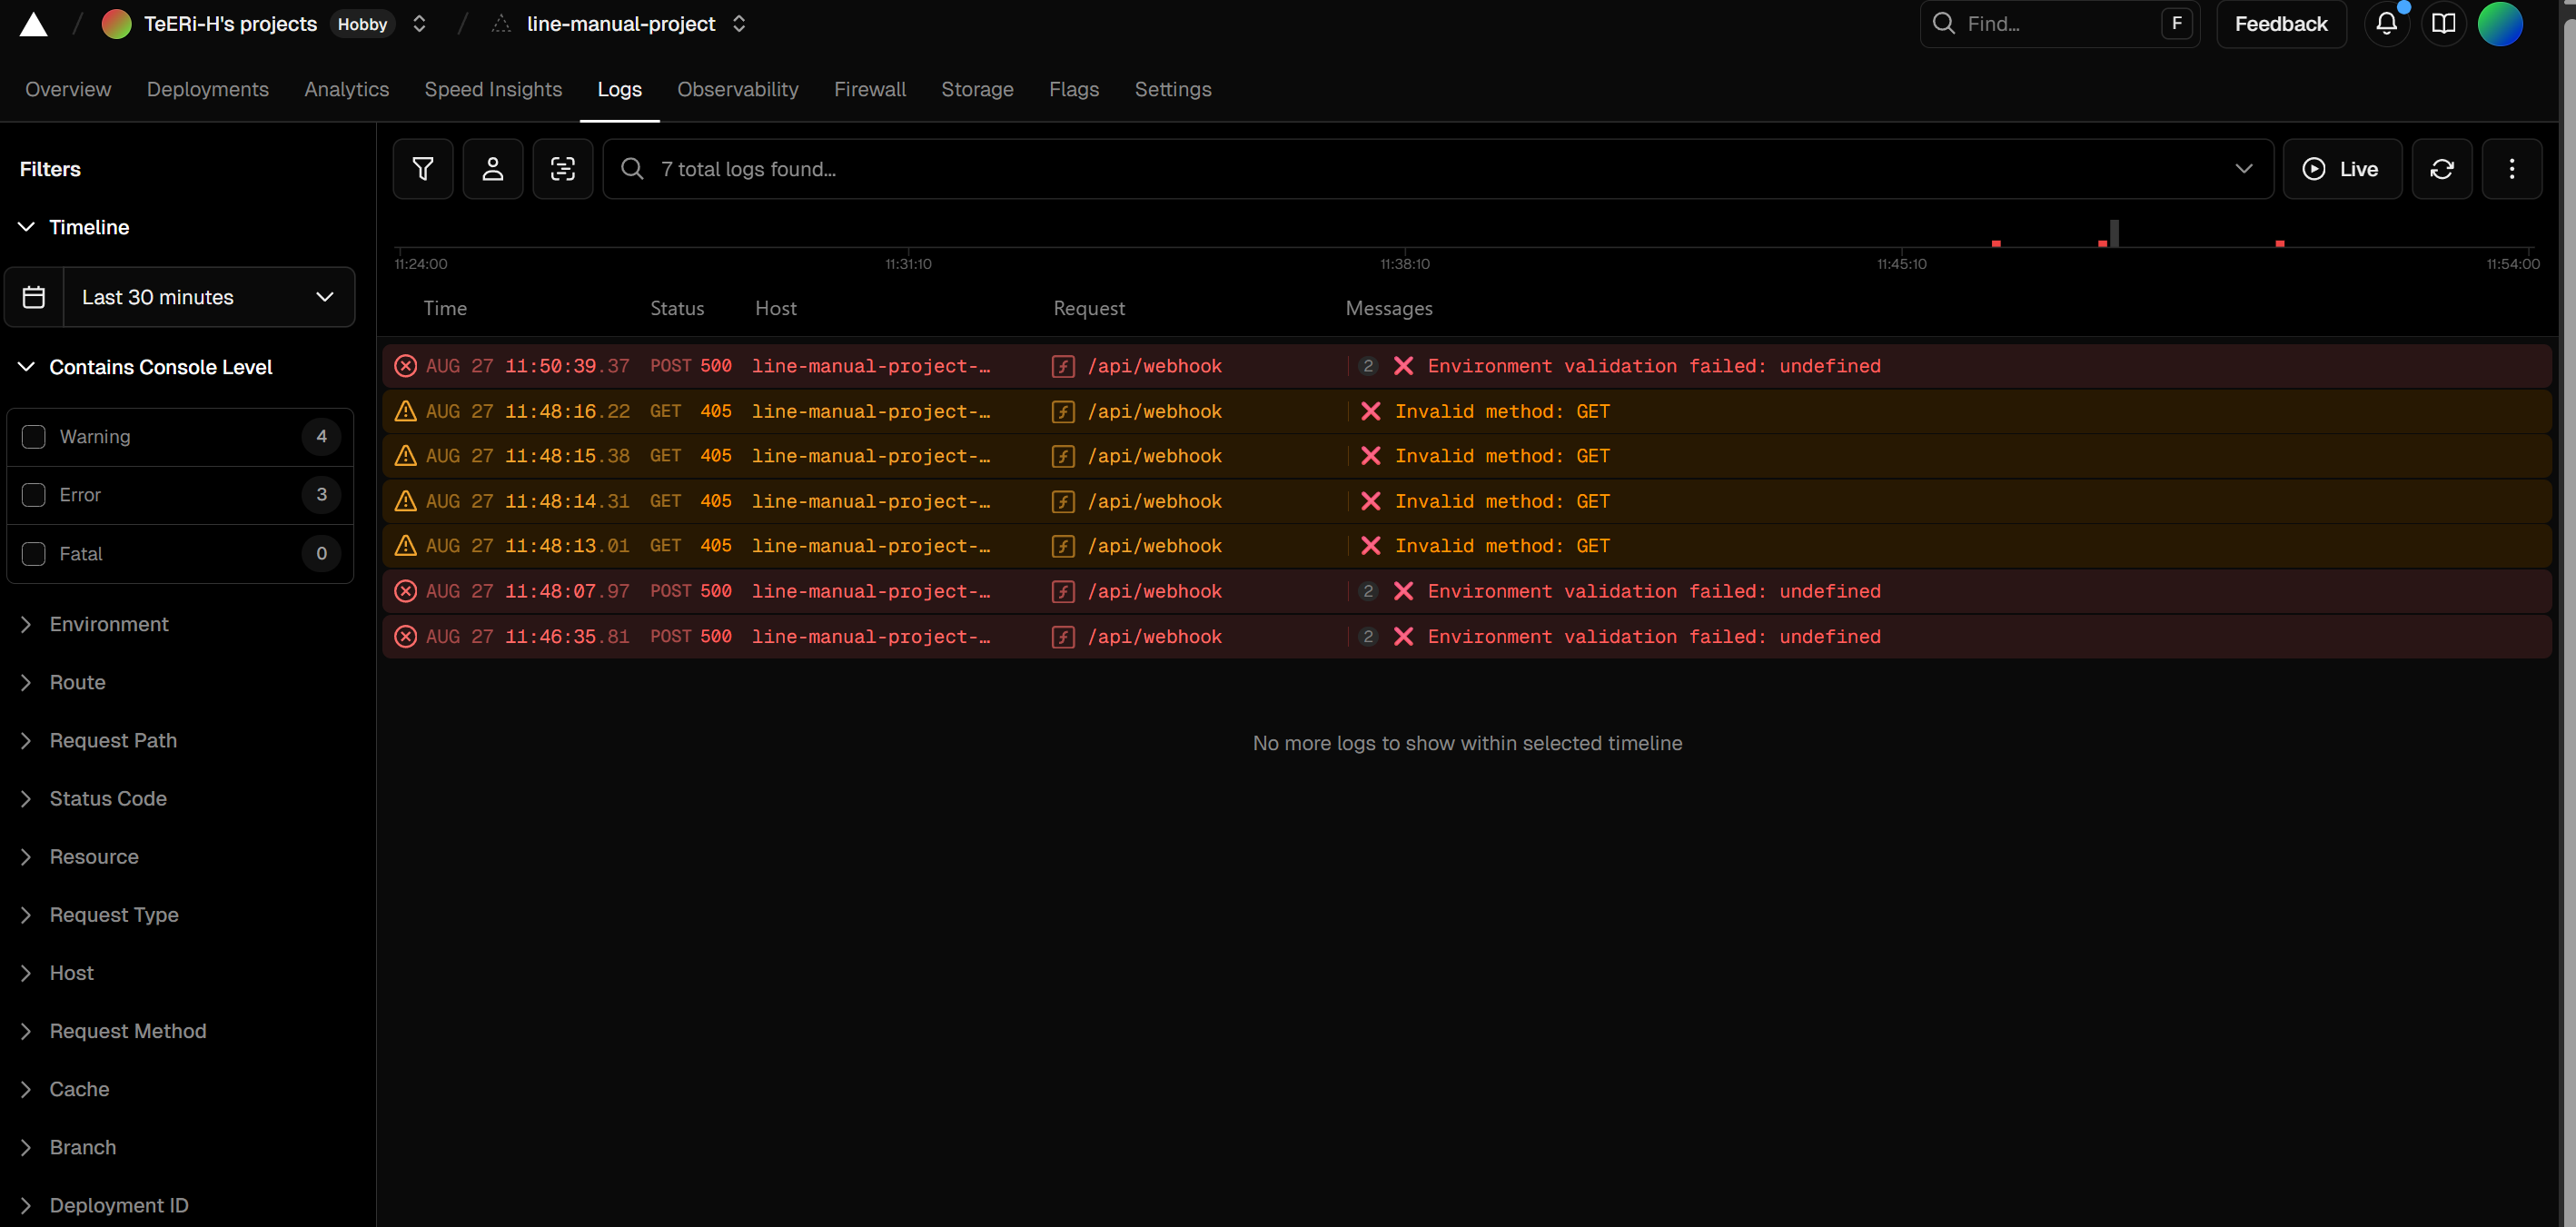 TeERi-H's projects Hobby line-manual-project Find... F Feedback
Overview Deployments Analytics Speed Insights Logs Observability Firewall Storage Flags Settings
Filters
Timeline
Last 30 minutes
Contains Console Level
Warning 4
Error 3
Fatal 0
Environment
Route
Request Path
Status Code
Resource
Request Type
Host
Request Method
Cache
Branch
Deployment ID
7 total logs found... Live
11:24:00 11:31:10 11:38:10 11:45:10 11:54:00
Time Status Host Request Messages
AUG 27 11:50:39.37 POST 500 line-manual-project-… /api/webhook 2 ❌ Environment validation failed: undefined
AUG 27 11:48:16.22 GET 405 line-manual-project-… /api/webhook ❌ Invalid method: GET
AUG 27 11:48:15.38 GET 405 line-manual-project-… /api/webhook ❌ Invalid method: GET
AUG 27 11:48:14.31 GET 405 line-manual-project-… /api/webhook ❌ Invalid method: GET
AUG 27 11:48:13.01 GET 405 line-manual-project-… /api/webhook ❌ Invalid method: GET
AUG 27 11:48:07.97 POST 500 line-manual-project-… /api/webhook 2 ❌ Environment validation failed: undefined
AUG 27 11:46:35.81 POST 500 line-manual-project-… /api/webhook 2 ❌ Environment validation failed: undefined
No more logs to show within selected timeline